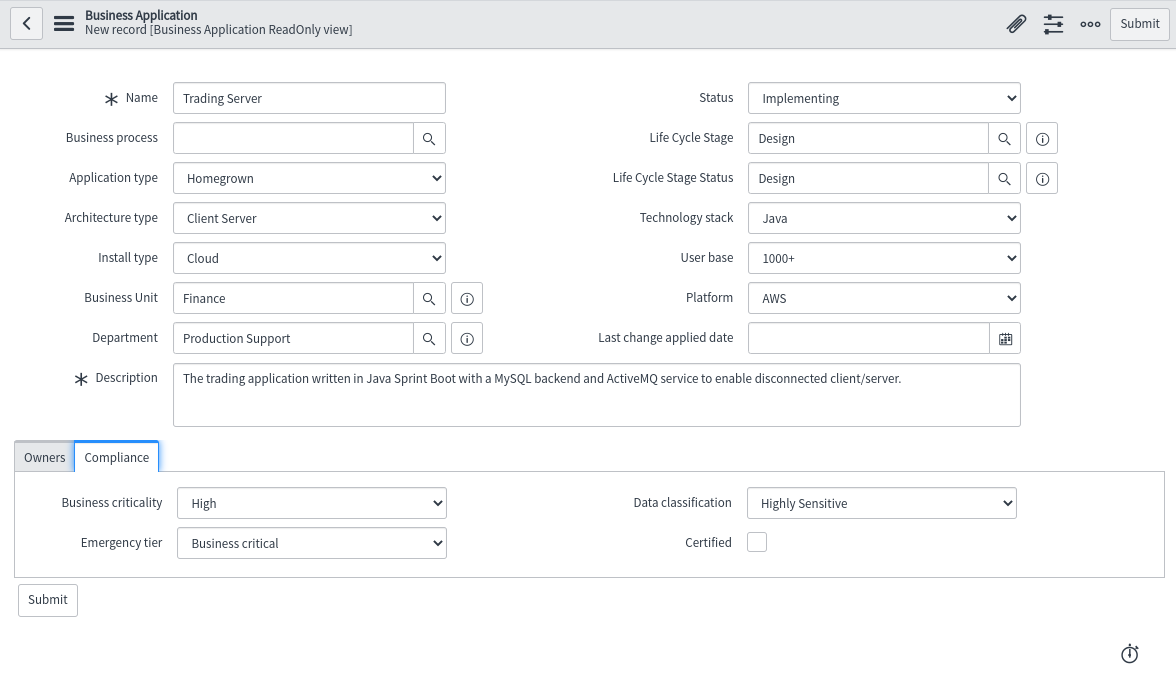 Business Application
New record [Business Application ReadOnly view]
Submit
Name
Trading Server
Business process
Application type
Homegrown
Architecture type
Client Server
Install type
Cloud
Business Unit
Finance
Department
Production Support
Status
Implementing
Life Cycle Stage
Design
Life Cycle Stage Status
Design
Technology stack
Java
User base
1000+
Platform
AWS
Last change applied date
Description
The trading application written in Java Sprint Boot with a MySQL backend and ActiveMQ service to enable disconnected client/server.
Owners
Compliance
Business criticality
High
Emergency tier
Business critical
Data classification
Highly Sensitive
Certified
Submit